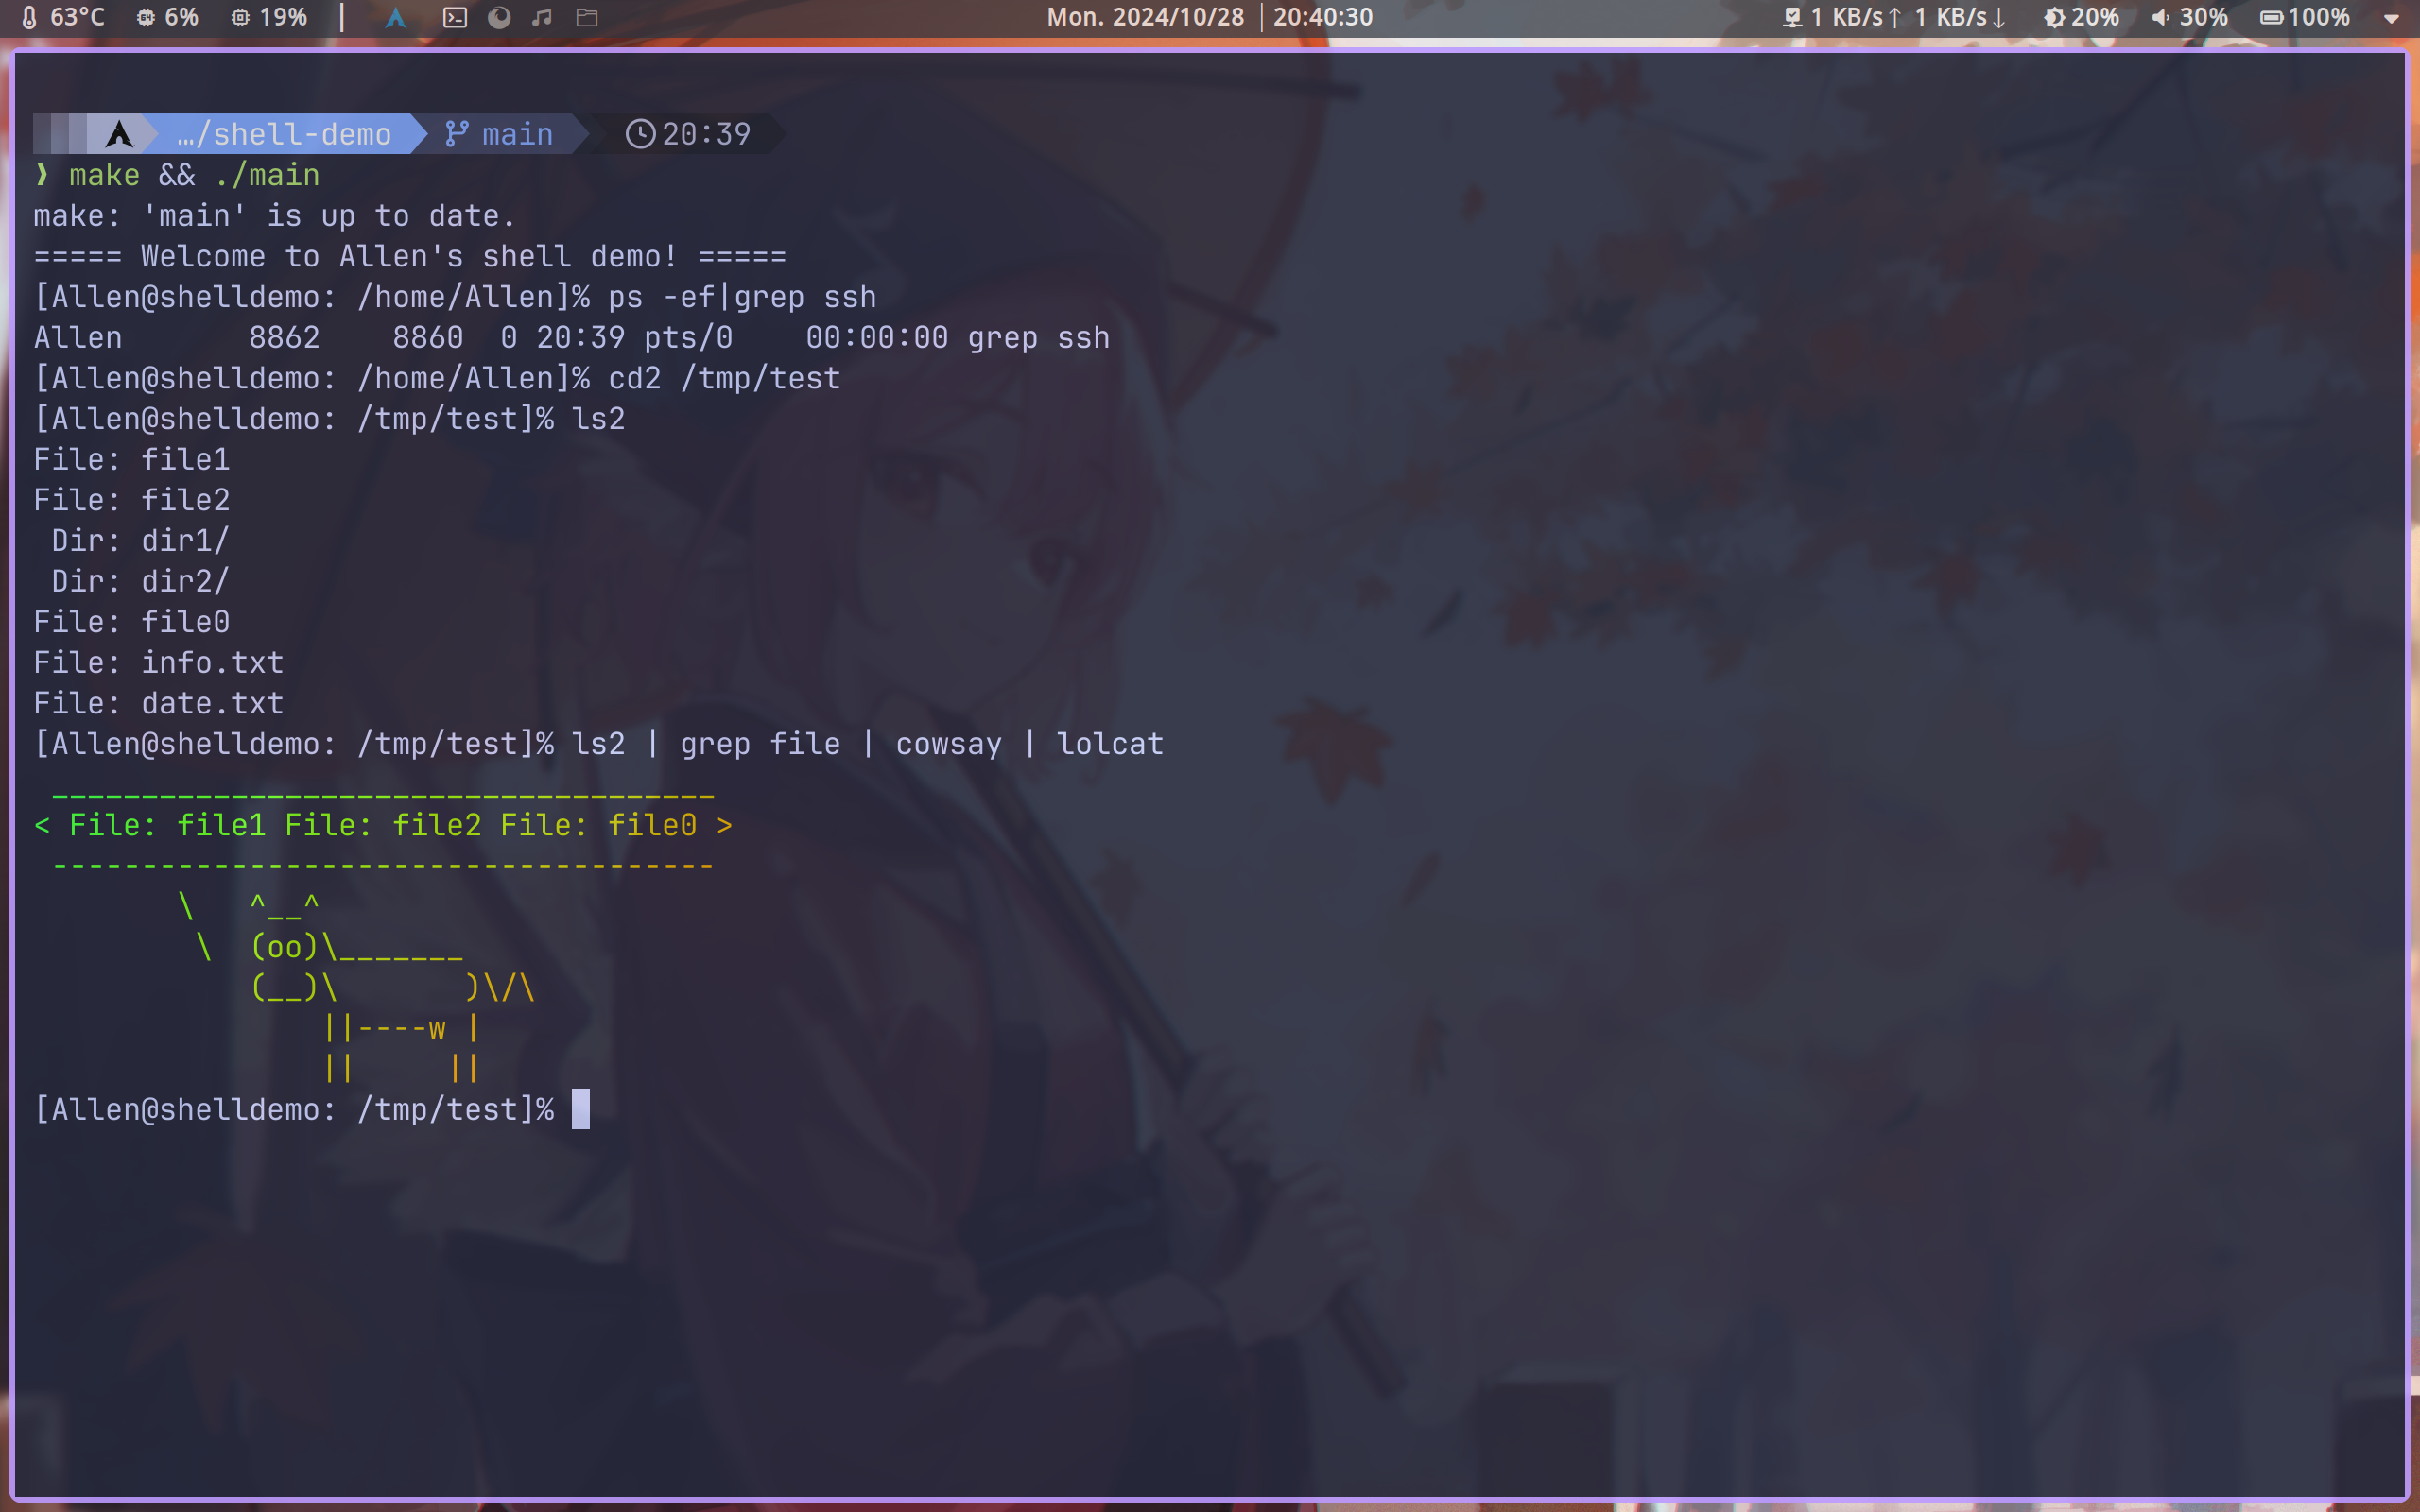 63°C 6% 19% | Mon. 2024/10/28 | 20:40:30 1 KB/s↑ 1 KB/s↓ 20% 30% 100%
…/shell-demo main 20:39
❱ make && ./main
make: 'main' is up to date.
===== Welcome to Allen's shell demo! =====
[Allen@shelldemo: /home/Allen]% ps -ef|grep ssh
Allen       8862    8860  0 20:39 pts/0    00:00:00 grep ssh
[Allen@shelldemo: /home/Allen]% cd2 /tmp/test
[Allen@shelldemo: /tmp/test]% ls2
File: file1
File: file2
 Dir: dir1/
 Dir: dir2/
File: file0
File: info.txt
File: date.txt
[Allen@shelldemo: /tmp/test]% ls2 | grep file | cowsay | lolcat
 _____________________________________
< File: file1 File: file2 File: file0 >
 -------------------------------------
        \   ^__^
         \  (oo)\_______
            (__)\       )\/\
                ||----w |
                ||     ||
[Allen@shelldemo: /tmp/test]%